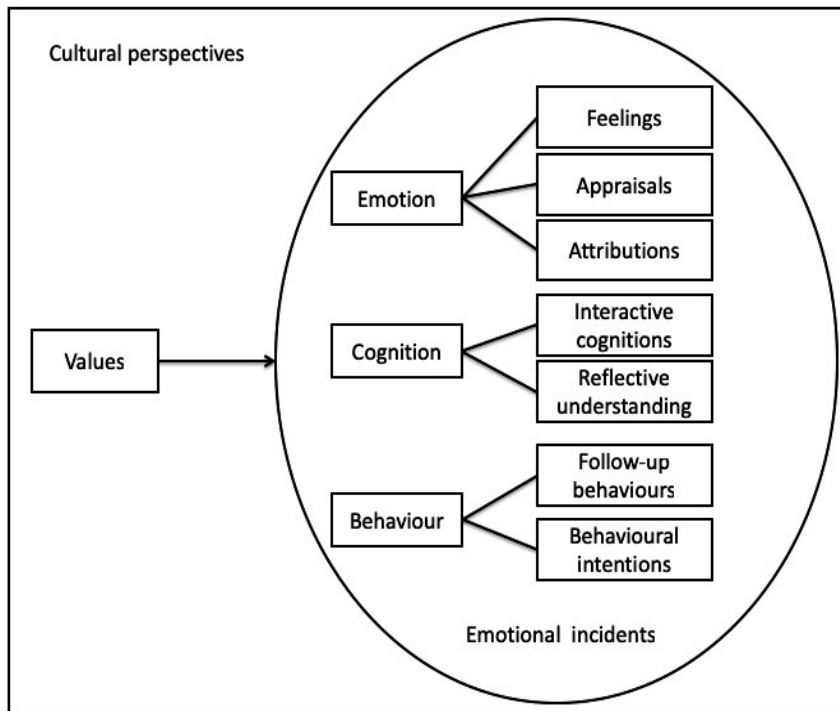 Cultural perspectives
Feelings
Emotion
Appraisals
Attributions
Values
Cognition
Interactive
cognitions
Reflective
understanding
Behaviour
Follow-up
behaviours
Behavioural
intentions
Emotional incidents